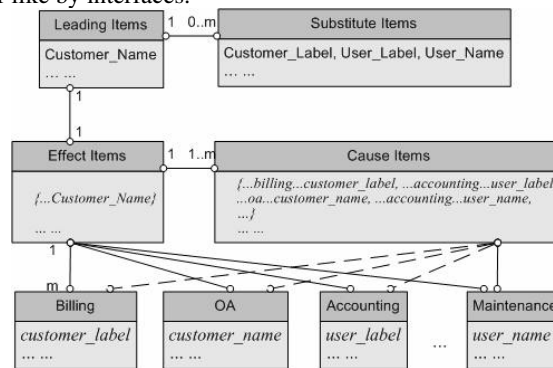 like by interfaces.
Leading Items
1 0..m
Substitute Items
Customer_Name
... ...
Customer_Label, User_Label, User_Name
... ...
1
1
Effect Items
1 1..m
Cause Items
{...Customer_Name}
... ...
{...billing...customer_label, ...accounting...user_label
...oa...customer_name, ...accounting...user_name,
...}
... ...
1
m
Billing
OA
Accounting
Maintenance
customer_label
... ...
customer_name
... ...
user_label
... ...
...
user_name
... ...